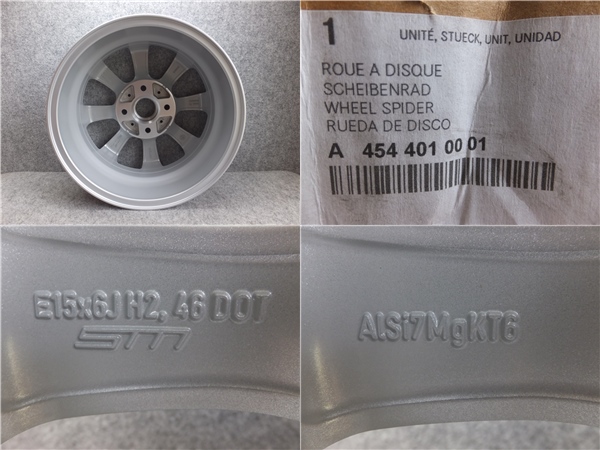 1 UNITÉ, STUECK, UNIT, UNIDAD
ROUE A DISQUE
SCHEIBENRAD
WHEEL SPIDER
RUEDA DE DISCO
A 454 401 00 01
E15x6J H2, 46 DOT
STM
AlSi7MgKT6